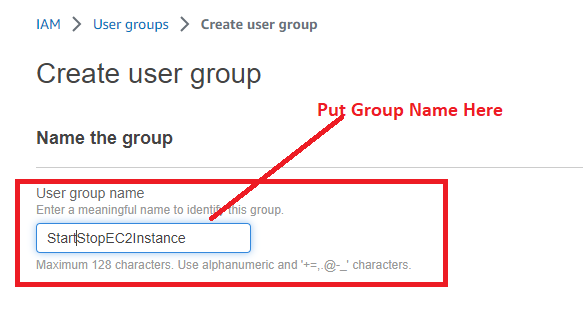 IAM > User groups > Create user group
Create user group
Put Group Name Here
Name the group
User group name
Enter a meaningful name to identify this group.
StartStopEC2Instance
Maximum 128 characters. Use alphanumeric and '+=,.@-_' characters.